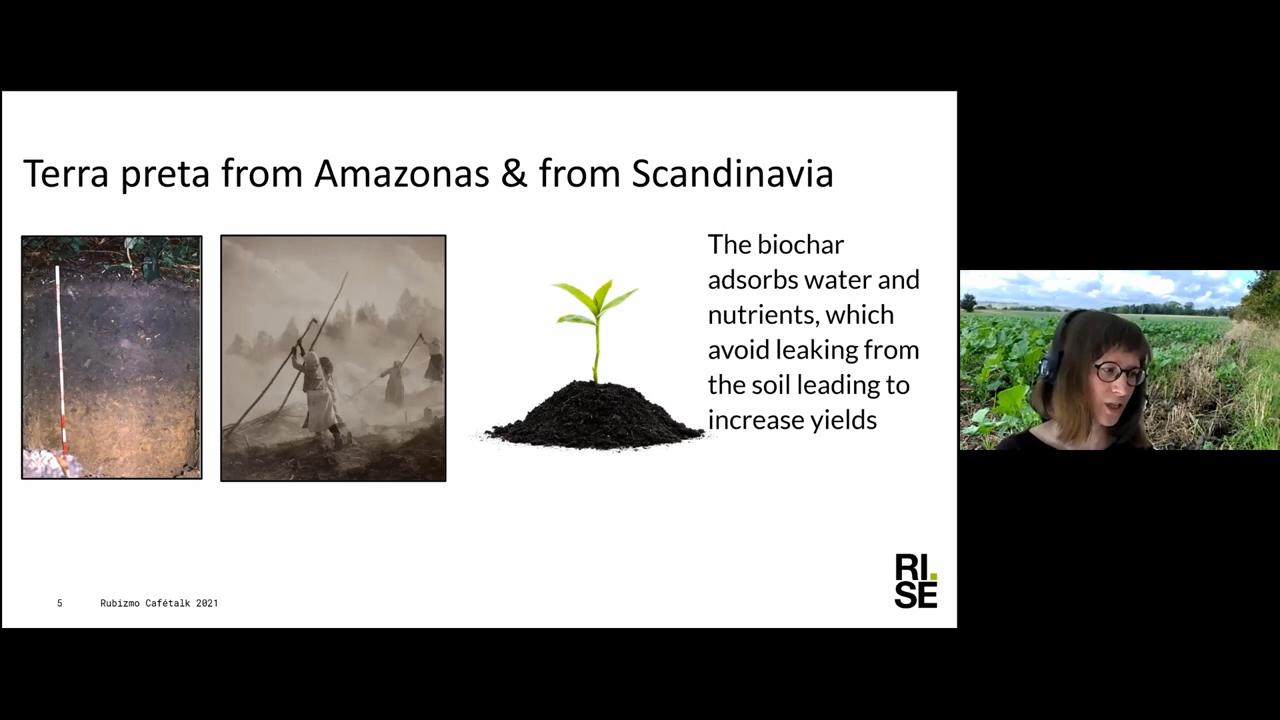 Terra preta from Amazonas & from Scandinavia
The biochar
adsorbs water and
nutrients, which
avoid leaking from
the soil leading to
increase yields
RI.
SE
5 Rubizmo Cafétalk 2021